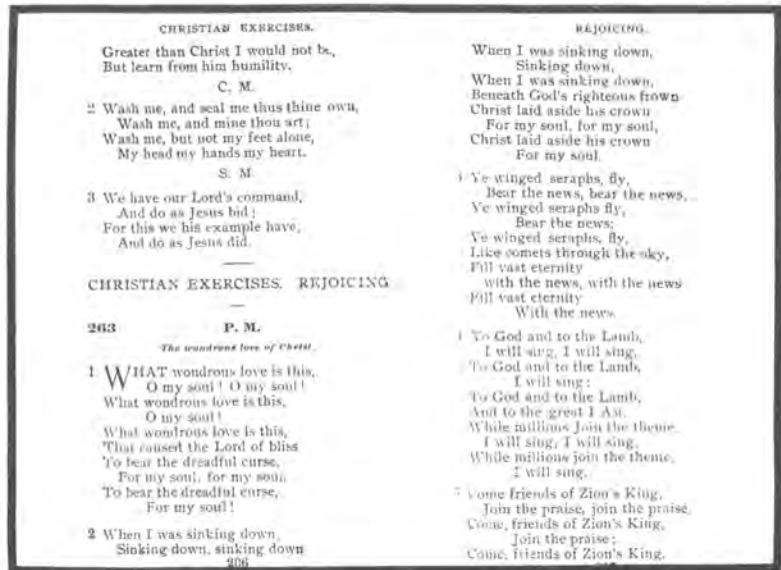 CHRISTIAN EXERCISES.
Greater than Christ I would not be,
But learn from him humility.
C. M.
2 Wash me, and seal me thus thine own,
Wash me, and mine thou art;
Wash me, but not my feet alone,
My head my hands my heart.
S. M.
3 We have our Lord's command,
And do as Jesus bid;
For this we his example have,
And do as Jesus did.
CHRISTIAN EXERCISES. REJOICING
263 P. M.
The wondrous love of Christ.
1 WHAT wondrous love is this,
O my soul! O my soul!
What wondrous love is this,
O my soul!
What wondrous love is this,
That caused the Lord of bliss
To bear the dreadful curse,
For my soul, for my soul,
To bear the dreadful curse,
For my soul!
2 When I was sinking down,
Sinking down, sinking down
206
REJOICING.
When I was sinking down,
Sinking down,
When I was sinking down,
Beneath God's righteous frown
Christ laid aside his crown
For my soul, for my soul,
Christ laid aside his crown
For my soul.
Ye winged seraphs, fly,
Bear the news, bear the news,
Ye winged seraphs fly,
Bear the news;
Ye winged seraphs, fly,
Like comets through the sky,
Fill vast eternity
with the news, with the news
Fill vast eternity
With the news.
To God and to the Lamb,
I will sing, I will sing,
To God and to the Lamb,
I will sing;
To God and to the Lamb,
And to the great I Am,
While millions Join the theme
I will sing, I will sing,
While millions join the theme,
I will sing.
Come friends of Zion's King,
Join the praise, join the praise,
Come, friends of Zion's King,
Join the praise;
Come, friends of Zion's King,